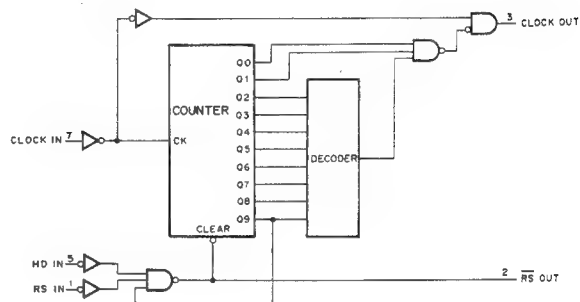 3 CLOCK OUT
Q0
Q1
COUNTER
Q2
Q3
Q4
CLOCK IN 7
CK
Q5
DECODER
Q6
Q7
Q8
Q9
CLEAR
HD IN 5
2 RS OUT
RS IN 1